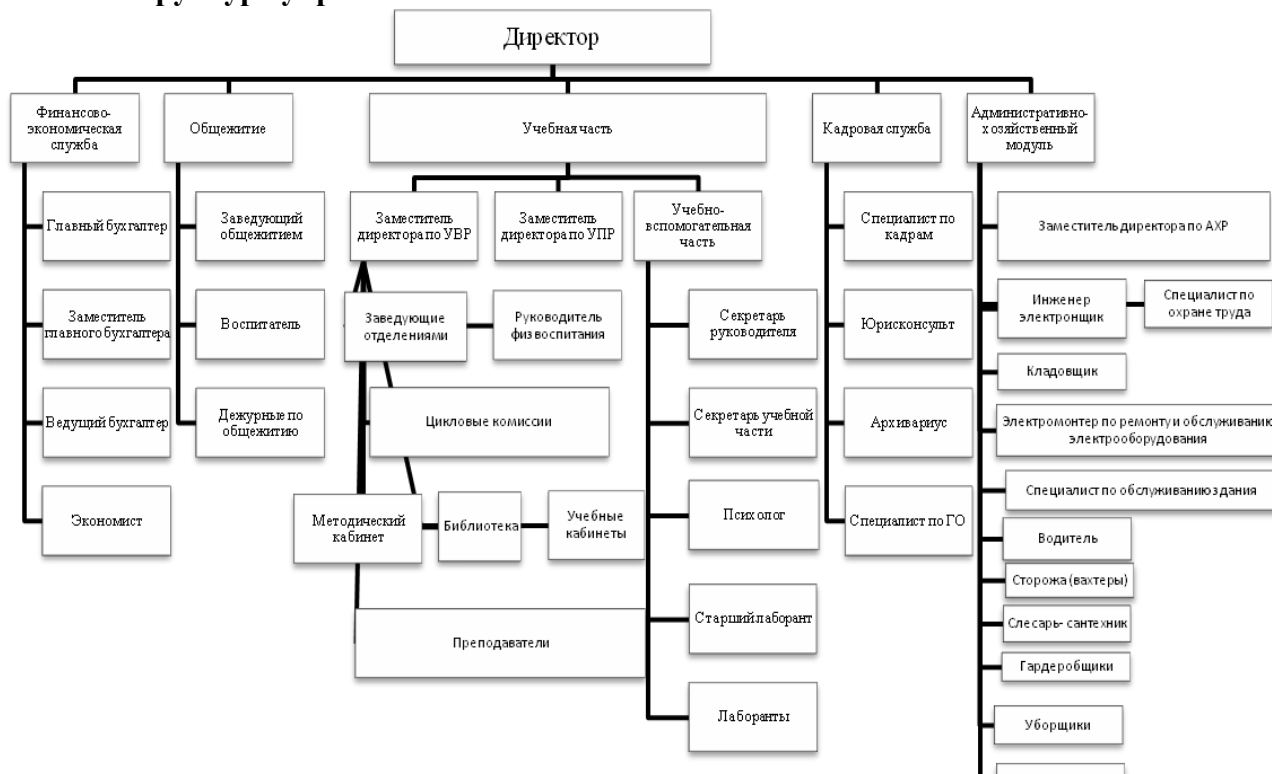 Директор
Финансово-
экономическая
служба
Общежитие
Учебная часть
Кадровая служба
Административно-
хозяйственный
модуль
Главный бухгалтер
Заведующий
общежитием
Заместитель
директора по УВР
Заместитель
директора по УПР
Учебно-
вспомогательная
часть
Специалист по
кадрам
Заместитель директора по АХР
Заместитель
главного бухгалтера
Воспитатель
Заведующие
отделениями
Руководитель
физвоспитания
Секретарь
руководителя
Юрисконсульт
Инженер
электронщик
Специалист по
охране труда
Кладовщик
Ведущий бухгалтер
Дежурные по
общежитию
Цикловые комиссии
Секретарь учебной
части
Архивариус
Электромонтер по ремонту и обслуживанию
электрооборудования
Специалист по обслуживанию здания
Экономист
Методический
кабинет
Библиотека
Учебные
кабинеты
Психолог
Специалист по ГО
Водитель
Сторожа (вахтеры)
Преподаватели
Старший лаборант
Слесарь- сантехник
Гардеробщики
Лаборанты
Уборщики